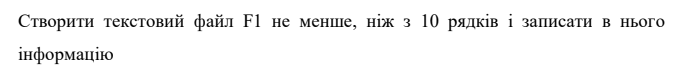 Створити текстовий файл F1 не менше, ніж з 10 рядків і записати в нього
інформацію